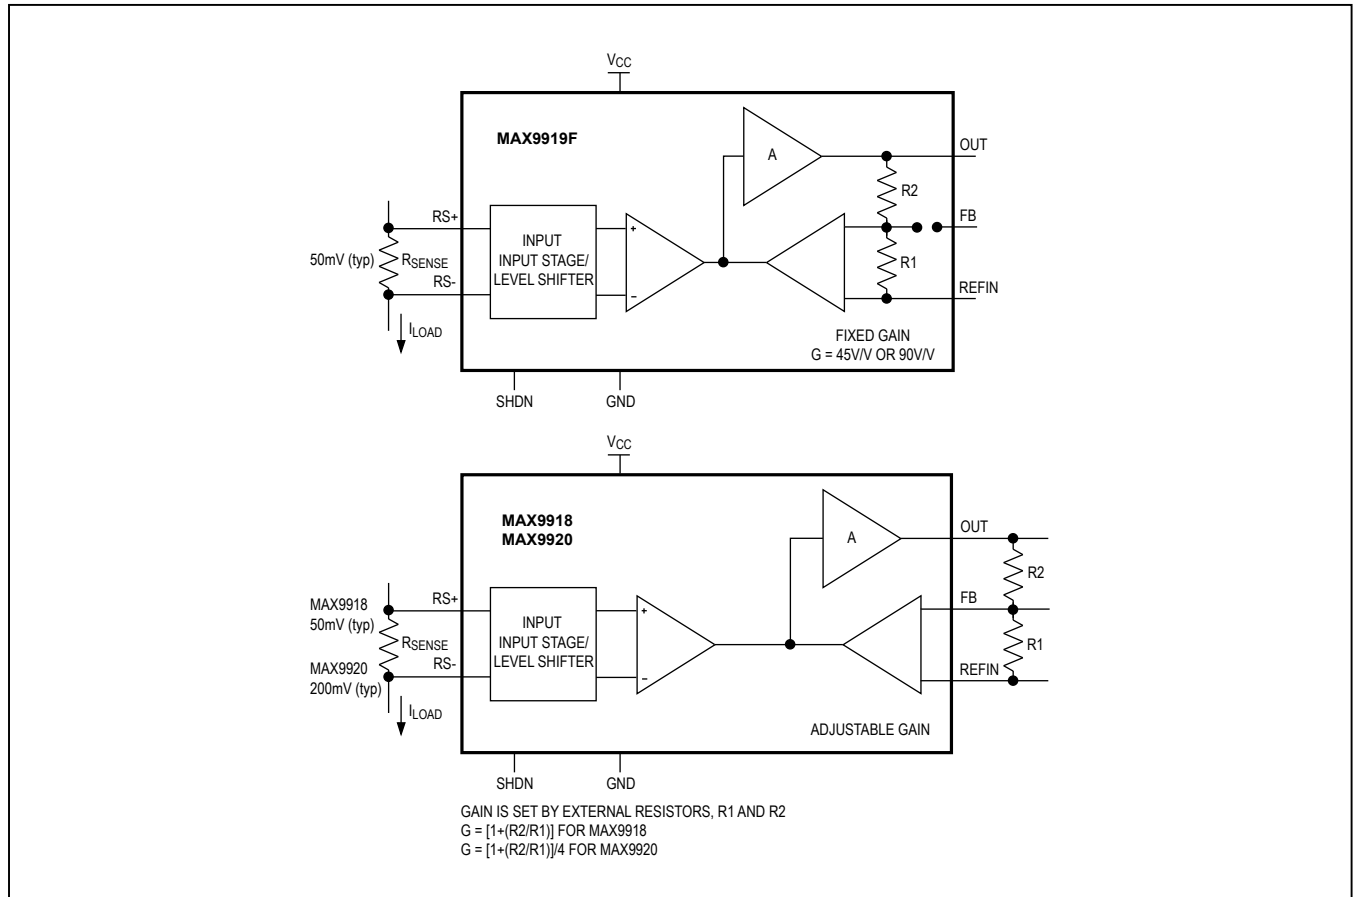 VCC
MAX9919F
A
OUT
R2
RS+
FB
INPUT
INPUT STAGE/
LEVEL SHIFTER
+
-
50mV (typ)
RSENSE
R1
RS-
REFIN
ILOAD
FIXED GAIN
G = 45V/V OR 90V/V
SHDN
GND
VCC
MAX9918
MAX9920
A
OUT
R2
RS+
FB
MAX9918
50mV (typ)
INPUT
INPUT STAGE/
LEVEL SHIFTER
+
-
RSENSE
R1
MAX9920
200mV (typ)
RS-
REFIN
ILOAD
ADJUSTABLE GAIN
SHDN
GND
GAIN IS SET BY EXTERNAL RESISTORS, R1 AND R2
G = [1+(R2/R1)] FOR MAX9918
G = [1+(R2/R1)]/4 FOR MAX9920